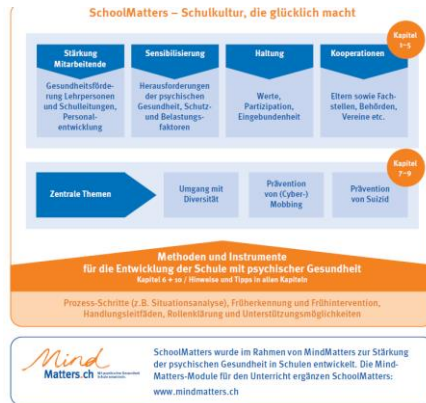 SchoolMatters – Schulkultur, die glücklich macht
Kapitel
1–5
Stärkung
Mitarbeitende
Gesundheitsförde-
rung Lehrpersonen
und Schulleitungen,
Personal-
entwicklung
Sensibilisierung
Herausforderungen
der psychischen
Gesundheit, Schutz-
und Belastungs-
faktoren
Haltung
Werte,
Partizipation,
Eingebundenheit
Kooperationen
Eltern sowie Fach-
stellen, Behörden,
Vereine etc.
Kapitel
7–9
Zentrale Themen
Umgang mit
Diversität
Prävention
von (Cyber-)
Mobbing
Prävention
von Suizid
Methoden und Instrumente
für die Entwicklung der Schule mit psychischer Gesundheit
Kapitel 6 + 10 / Hinweise und Tipps in allen Kapiteln
Prozess-Schritte (z.B. Situationsanalyse), Früherkennung und Frühintervention,
Handlungsleitfäden, Rollenklärung und Unterstützungsmöglichkeiten
Mind
Matters.ch
SchoolMatters wurde im Rahmen von MindMatters zur Stärkung
der psychischen Gesundheit in Schulen entwickelt. Die Mind-
Matters-Module für den Unterricht ergänzen SchoolMatters:
www.mindmatters.ch